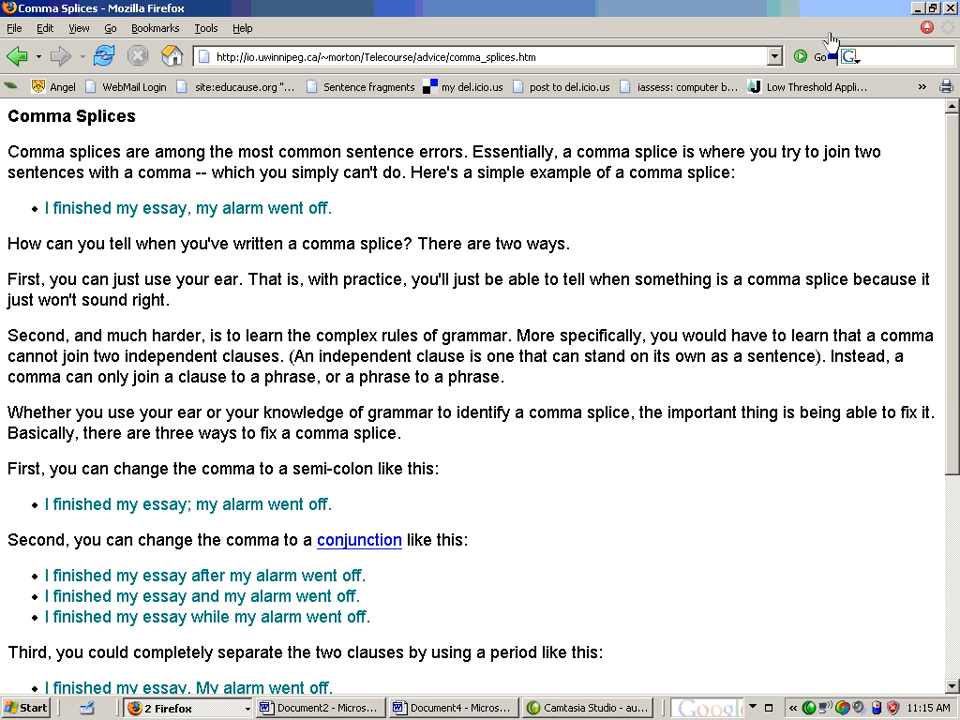 Comma Splices - Mozilla Firefox
File Edit View Go Bookmarks Tools Help
http://io.uwinnipeg.ca/~morton/Telecourse/advice/comma_splices.htm Go G
Angel WebMail Login site:educause.org "... Sentence fragments my del.icio.us post to del.icio.us iassess: computer b... Low Threshold Appli... »
Comma Splices
Comma splices are among the most common sentence errors. Essentially, a comma splice is where you try to join two
sentences with a comma -- which you simply can't do. Here's a simple example of a comma splice:
I finished my essay, my alarm went off.
How can you tell when you've written a comma splice? There are two ways.
First, you can just use your ear. That is, with practice, you'll just be able to tell when something is a comma splice because it
just won't sound right.
Second, and much harder, is to learn the complex rules of grammar. More specifically, you would have to learn that a comma
cannot join two independent clauses. (An independent clause is one that can stand on its own as a sentence). Instead, a
comma can only join a clause to a phrase, or a phrase to a phrase.
Whether you use your ear or your knowledge of grammar to identify a comma splice, the important thing is being able to fix it.
Basically, there are three ways to fix a comma splice.
First, you can change the comma to a semi-colon like this:
I finished my essay; my alarm went off.
Second, you can change the comma to a conjunction like this:
I finished my essay after my alarm went off.
I finished my essay and my alarm went off.
I finished my essay while my alarm went off.
Third, you could completely separate the two clauses by using a period like this:
I finished my essay. My alarm went off.
Start 2 Firefox Document2 - Micros... Document4 - Micros... Camtasia Studio - au... Google « 11:15 AM